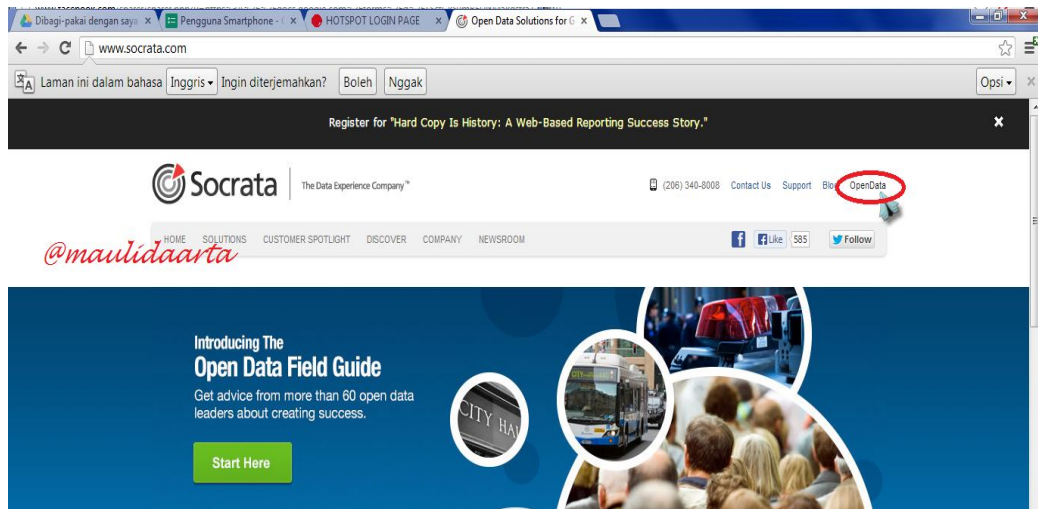 Dibagi-pakai dengan saya
Pengguna Smartphone - (
HOTSPOT LOGIN PAGE
Open Data Solutions for G
www.socrata.com
Laman ini dalam bahasa Inggris Ingin diterjemahkan? Boleh Nggak Opsi
Register for "Hard Copy Is History: A Web-Based Reporting Success Story."
Socrata The Data Experience Company™
(206) 340-8008 Contact Us Support Blog OpenData
HOME SOLUTIONS CUSTOMER SPOTLIGHT DISCOVER COMPANY NEWSROOM
Like 585 Follow
@maulidaarta
Introducing The
Open Data Field Guide
Get advice from more than 60 open data
leaders about creating success.
Start Here
CITY HA